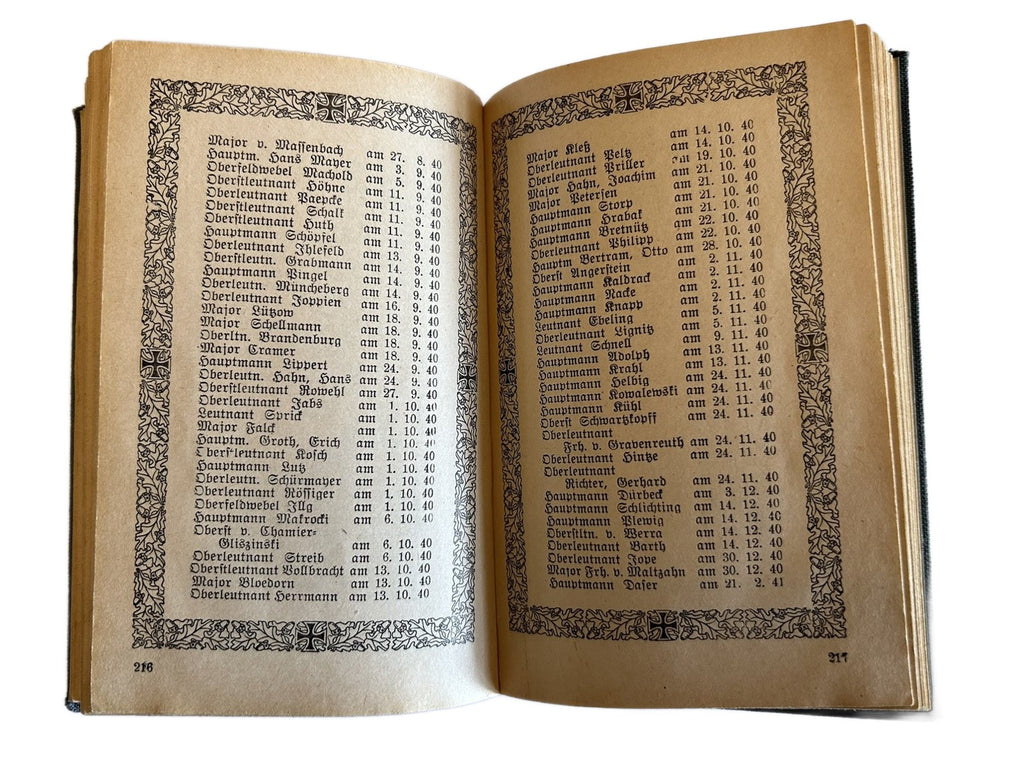 Major v. Massenbach am 27. 8. 40
Hauptm. Hans Mayer am 3. 9. 40
Oberfeldwebel Machold am 5. 9. 40
Oberstleutnant Höhne am 11. 9. 40
Oberleutnant Paepcke am 11. 9. 40
Oberstleutnant Schalk am 11. 9. 40
Oberleutnant Huth am 11. 9. 40
Hauptmann Schöpfel am 11. 9. 40
Oberleutnant Ihlefeld am 13. 9. 40
Oberstleutn. Grabmann am 14. 9. 40
Hauptmann Pingel am 14. 9. 40
Oberleutn. Müncheberg am 14. 9. 40
Oberleutnant Joppien am 16. 9. 40
Major Lützow am 18. 9. 40
Major Schellmann am 18. 9. 40
Oberltn. Brandenburg am 18. 9. 40
Major Cramer am 18. 9. 40
Hauptmann Lippert am 24. 9. 40
Oberleutn. Hahn, Hans am 24. 9. 40
Oberstleutnant Rowehl am 27. 9. 40
Oberleutnant Jabs am 1. 10. 40
Leutnant Sprick am 1. 10. 40
Major Falck am 1. 10. 40
Hauptm. Groth, Erich am 1. 10. 40
Oberstleutnant Kosch am 1. 10. 40
Hauptmann Lutz am 1. 10. 40
Oberleutn. Schürmayer am 1. 10. 40
Oberleutnant Rössiger am 1. 10. 40
Oberfeldwebel Illg am 1. 10. 40
Hauptmann Makrocki am 6. 10. 40
Oberst v. Chamier-
Gliszinski am 6. 10. 40
Oberleutnant Streib am 6. 10. 40
Oberstleutnant Vollbracht am 13. 10. 40
Major Bloedorn am 13. 10. 40
Oberleutnant Herrmann am 13. 10. 40
216
Major Kleß am 14. 10. 40
Oberleutnant Peltz am 14. 10. 40
Oberleutnant Priller am 19. 10. 40
Major Hahn, Joachim am 21. 10. 40
Major Petersen am 21. 10. 40
Hauptmann Storp am 21. 10. 40
Hauptmann Hrabak am 21. 10. 40
Hauptmann Bretnütz am 22. 10. 40
Oberleutnant Philipp am 22. 10. 40
Hauptm Bertram, Otto am 28. 10. 40
Oberst Angerstein am 2. 11. 40
Hauptmann Kaldrack am 2. 11. 40
Hauptmann Nacke am 2. 11. 40
Hauptmann Knapp am 2. 11. 40
Leutnant Ebeling am 5. 11. 40
Oberleutnant Lignitz am 5. 11. 40
Leutnant Schnell am 9. 11. 40
Hauptmann Adolph am 13. 11. 40
Hauptmann Krahl am 13. 11. 40
Hauptmann Helbig am 24. 11. 40
Hauptmann Kowalewski am 24. 11. 40
Hauptmann Kühl am 24. 11. 40
Oberst Schwartzkopff am 24. 11. 40
Oberleutnant
Frh. v. Gravenreuth am 24. 11. 40
Oberleutnant Hintze am 24. 11. 40
Oberleutnant
Richter, Gerhard am 24. 11. 40
Hauptmann Dürbeck am 3. 12. 40
Hauptmann Schlichting am 14. 12. 40
Hauptmann Plewig am 14. 12. 40
Oberstltn. v. Werra am 14. 12. 40
Oberleutnant Barth am 14. 12. 40
Oberleutnant Jope am 30. 12. 40
Major Frh. v. Maltzahn am 30. 12. 40
Hauptmann Daser am 21. 2. 41
217